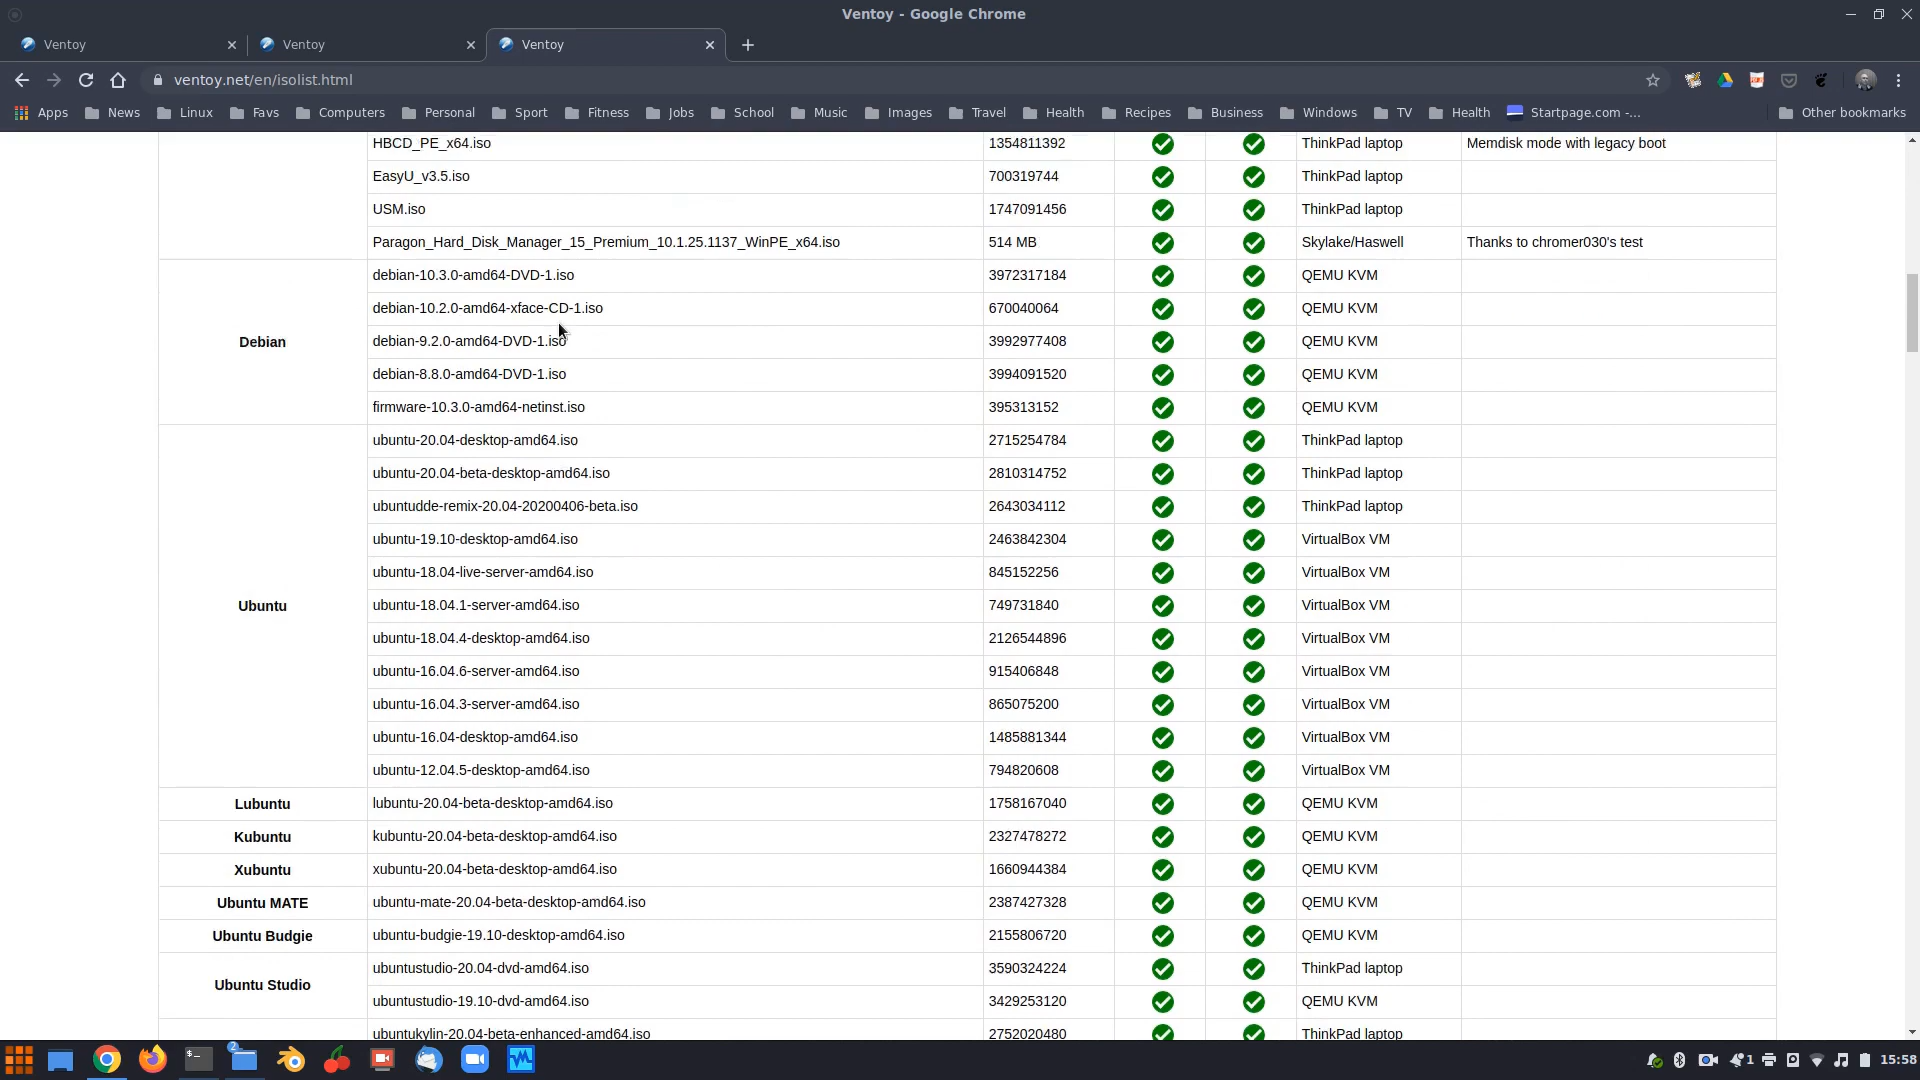 Ventoy - Google Chrome
Ventoy Ventoy Ventoy
ventoy.net/en/isolist.html
Apps News Linux Favs Computers Personal Sport Fitness Jobs School Music Images Travel Health Recipes Business Windows TV Health Startpage.com -... Other bookmarks
HBCD_PE_x64.iso 1354811392 ThinkPad laptop Memdisk mode with legacy boot
EasyU_v3.5.iso 700319744 ThinkPad laptop
USM.iso 1747091456 ThinkPad laptop
Paragon_Hard_Disk_Manager_15_Premium_10.1.25.1137_WinPE_x64.iso 514 MB Skylake/Haswell Thanks to chromer030's test
debian-10.3.0-amd64-DVD-1.iso 3972317184 QEMU KVM
debian-10.2.0-amd64-xface-CD-1.iso 670040064 QEMU KVM
Debian debian-9.2.0-amd64-DVD-1.iso 3992977408 QEMU KVM
debian-8.8.0-amd64-DVD-1.iso 3994091520 QEMU KVM
firmware-10.3.0-amd64-netinst.iso 395313152 QEMU KVM
ubuntu-20.04-desktop-amd64.iso 2715254784 ThinkPad laptop
ubuntu-20.04-beta-desktop-amd64.iso 2810314752 ThinkPad laptop
ubuntudde-remix-20.04-20200406-beta.iso 2643034112 ThinkPad laptop
ubuntu-19.10-desktop-amd64.iso 2463842304 VirtualBox VM
ubuntu-18.04-live-server-amd64.iso 845152256 VirtualBox VM
Ubuntu ubuntu-18.04.1-server-amd64.iso 749731840 VirtualBox VM
ubuntu-18.04.4-desktop-amd64.iso 2126544896 VirtualBox VM
ubuntu-16.04.6-server-amd64.iso 915406848 VirtualBox VM
ubuntu-16.04.3-server-amd64.iso 865075200 VirtualBox VM
ubuntu-16.04-desktop-amd64.iso 1485881344 VirtualBox VM
ubuntu-12.04.5-desktop-amd64.iso 794820608 VirtualBox VM
Lubuntu lubuntu-20.04-beta-desktop-amd64.iso 1758167040 QEMU KVM
Kubuntu kubuntu-20.04-beta-desktop-amd64.iso 2327478272 QEMU KVM
Xubuntu xubuntu-20.04-beta-desktop-amd64.iso 1660944384 QEMU KVM
Ubuntu MATE ubuntu-mate-20.04-beta-desktop-amd64.iso 2387427328 QEMU KVM
Ubuntu Budgie ubuntu-budgie-19.10-desktop-amd64.iso 2155806720 QEMU KVM
ubuntustudio-20.04-dvd-amd64.iso 3590324224 ThinkPad laptop
Ubuntu Studio
ubuntustudio-19.10-dvd-amd64.iso 3429253120 QEMU KVM
ubuntukylin-20.04-beta-enhanced-amd64.iso 2752020480 ThinkPad laptop
2 1 15:58